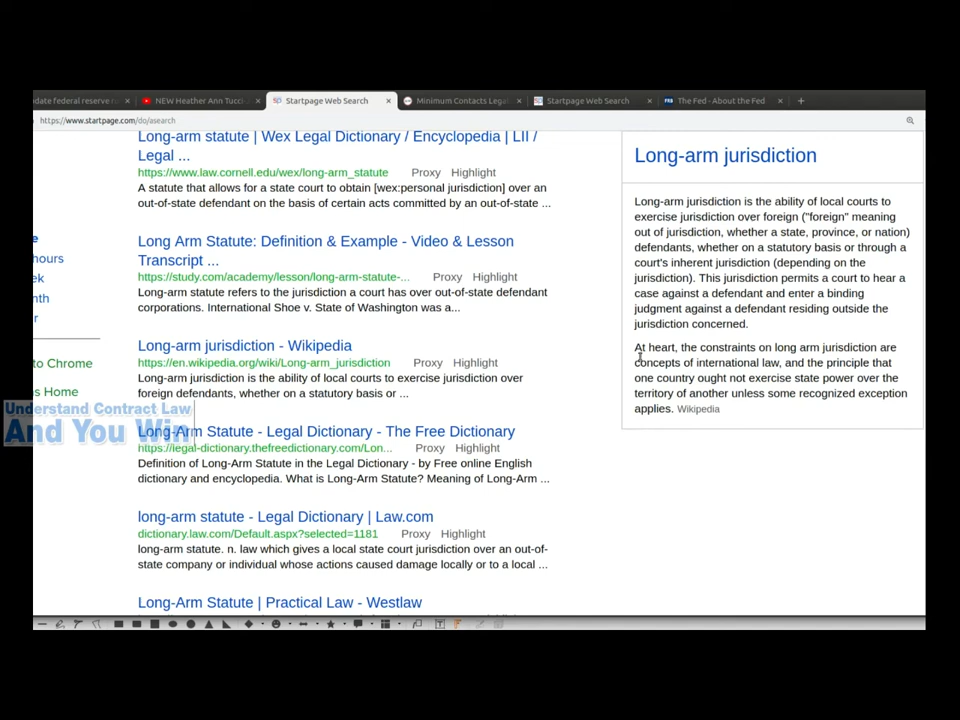 date federal reserve ru
NEW Heather Ann Tucci
Startpage Web Search
Minimum Contacts Legal
Startpage Web Search
The Fed - About the Fed
https://www.startpage.com/do/asearch
Long-arm statute | Wex Legal Dictionary / Encyclopedia | LII /
Legal ...
https://www.law.cornell.edu/wex/long-arm_statute Proxy Highlight
A statute that allows for a state court to obtain [wex:personal jurisdiction] over an
out-of-state defendant on the basis of certain acts committed by an out-of-state ...
Long Arm Statute: Definition & Example - Video & Lesson
Transcript ...
https://study.com/academy/lesson/long-arm-statute-... Proxy Highlight
Long-arm statute refers to the jurisdiction a court has over out-of-state defendant
corporations. International Shoe v. State of Washington was a...
Long-arm jurisdiction - Wikipedia
https://en.wikipedia.org/wiki/Long-arm_jurisdiction Proxy Highlight
Long-arm jurisdiction is the ability of local courts to exercise jurisdiction over
foreign defendants, whether on a statutory basis or ...
Long-Arm Statute - Legal Dictionary - The Free Dictionary
https://legal-dictionary.thefreedictionary.com/Lon... Proxy Highlight
Definition of Long-Arm Statute in the Legal Dictionary - by Free online English
dictionary and encyclopedia. What is Long-Arm Statute? Meaning of Long-Arm ...
long-arm statute - Legal Dictionary | Law.com
dictionary.law.com/Default.aspx?selected=1181 Proxy Highlight
long-arm statute. n. law which gives a local state court jurisdiction over an out-of-
state company or individual whose actions caused damage locally or to a local ...
Long-Arm Statute | Practical Law - Westlaw
e
hours
ek
nth
r
to Chrome
ns Home
Understand Contract Law
And You Win
Long-arm jurisdiction
Long-arm jurisdiction is the ability of local courts to
exercise jurisdiction over foreign ("foreign" meaning
out of jurisdiction, whether a state, province, or nation)
defendants, whether on a statutory basis or through a
court's inherent jurisdiction (depending on the
jurisdiction). This jurisdiction permits a court to hear a
case against a defendant and enter a binding
judgment against a defendant residing outside the
jurisdiction concerned.
At heart, the constraints on long arm jurisdiction are
concepts of international law, and the principle that
one country ought not exercise state power over the
territory of another unless some recognized exception
applies. Wikipedia